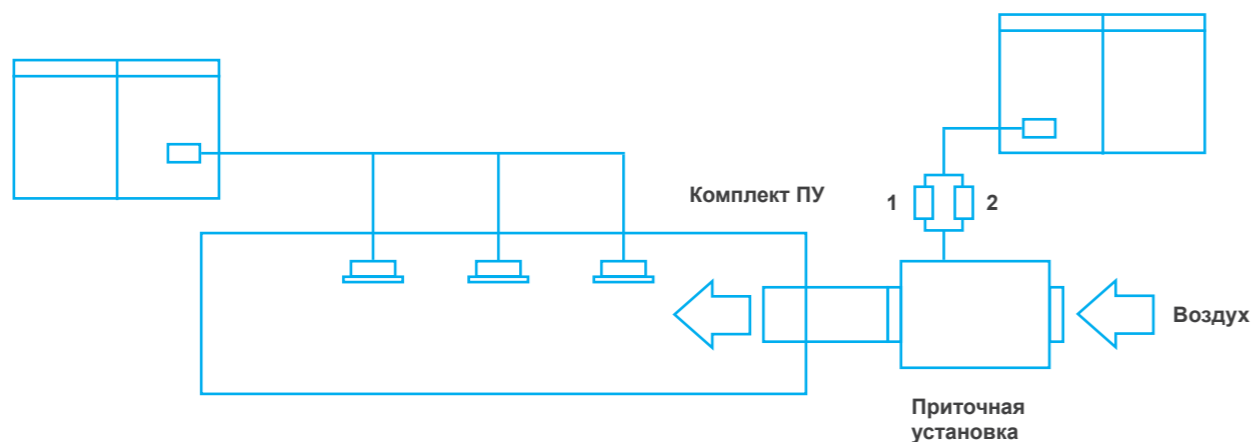 Комплект ПУ
1
2
Воздух
Приточная
установка